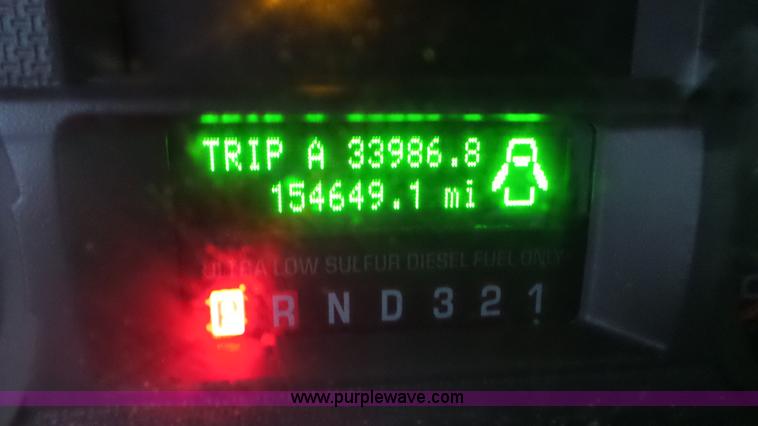 TRIP A 33986.8
154649.1 mi
ULTRA LOW SULFUR DIESEL FUEL ONLY
P R N D 3 2 1
www.purplewave.com